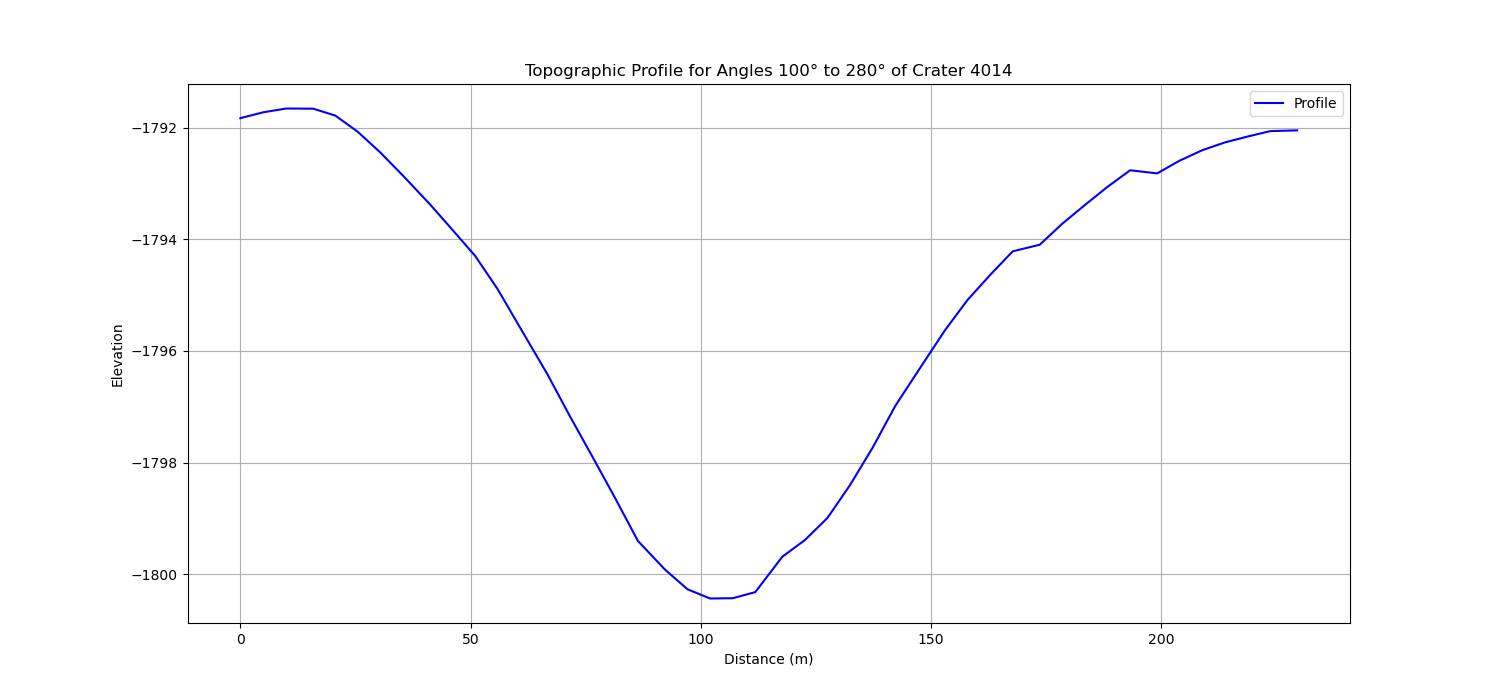 Topographic Profile for Angles 100° to 280° of Crater 4014
Profile
−1792
−1794
−1796
−1798
−1800
Elevation
0 50 100 150 200
Distance (m)